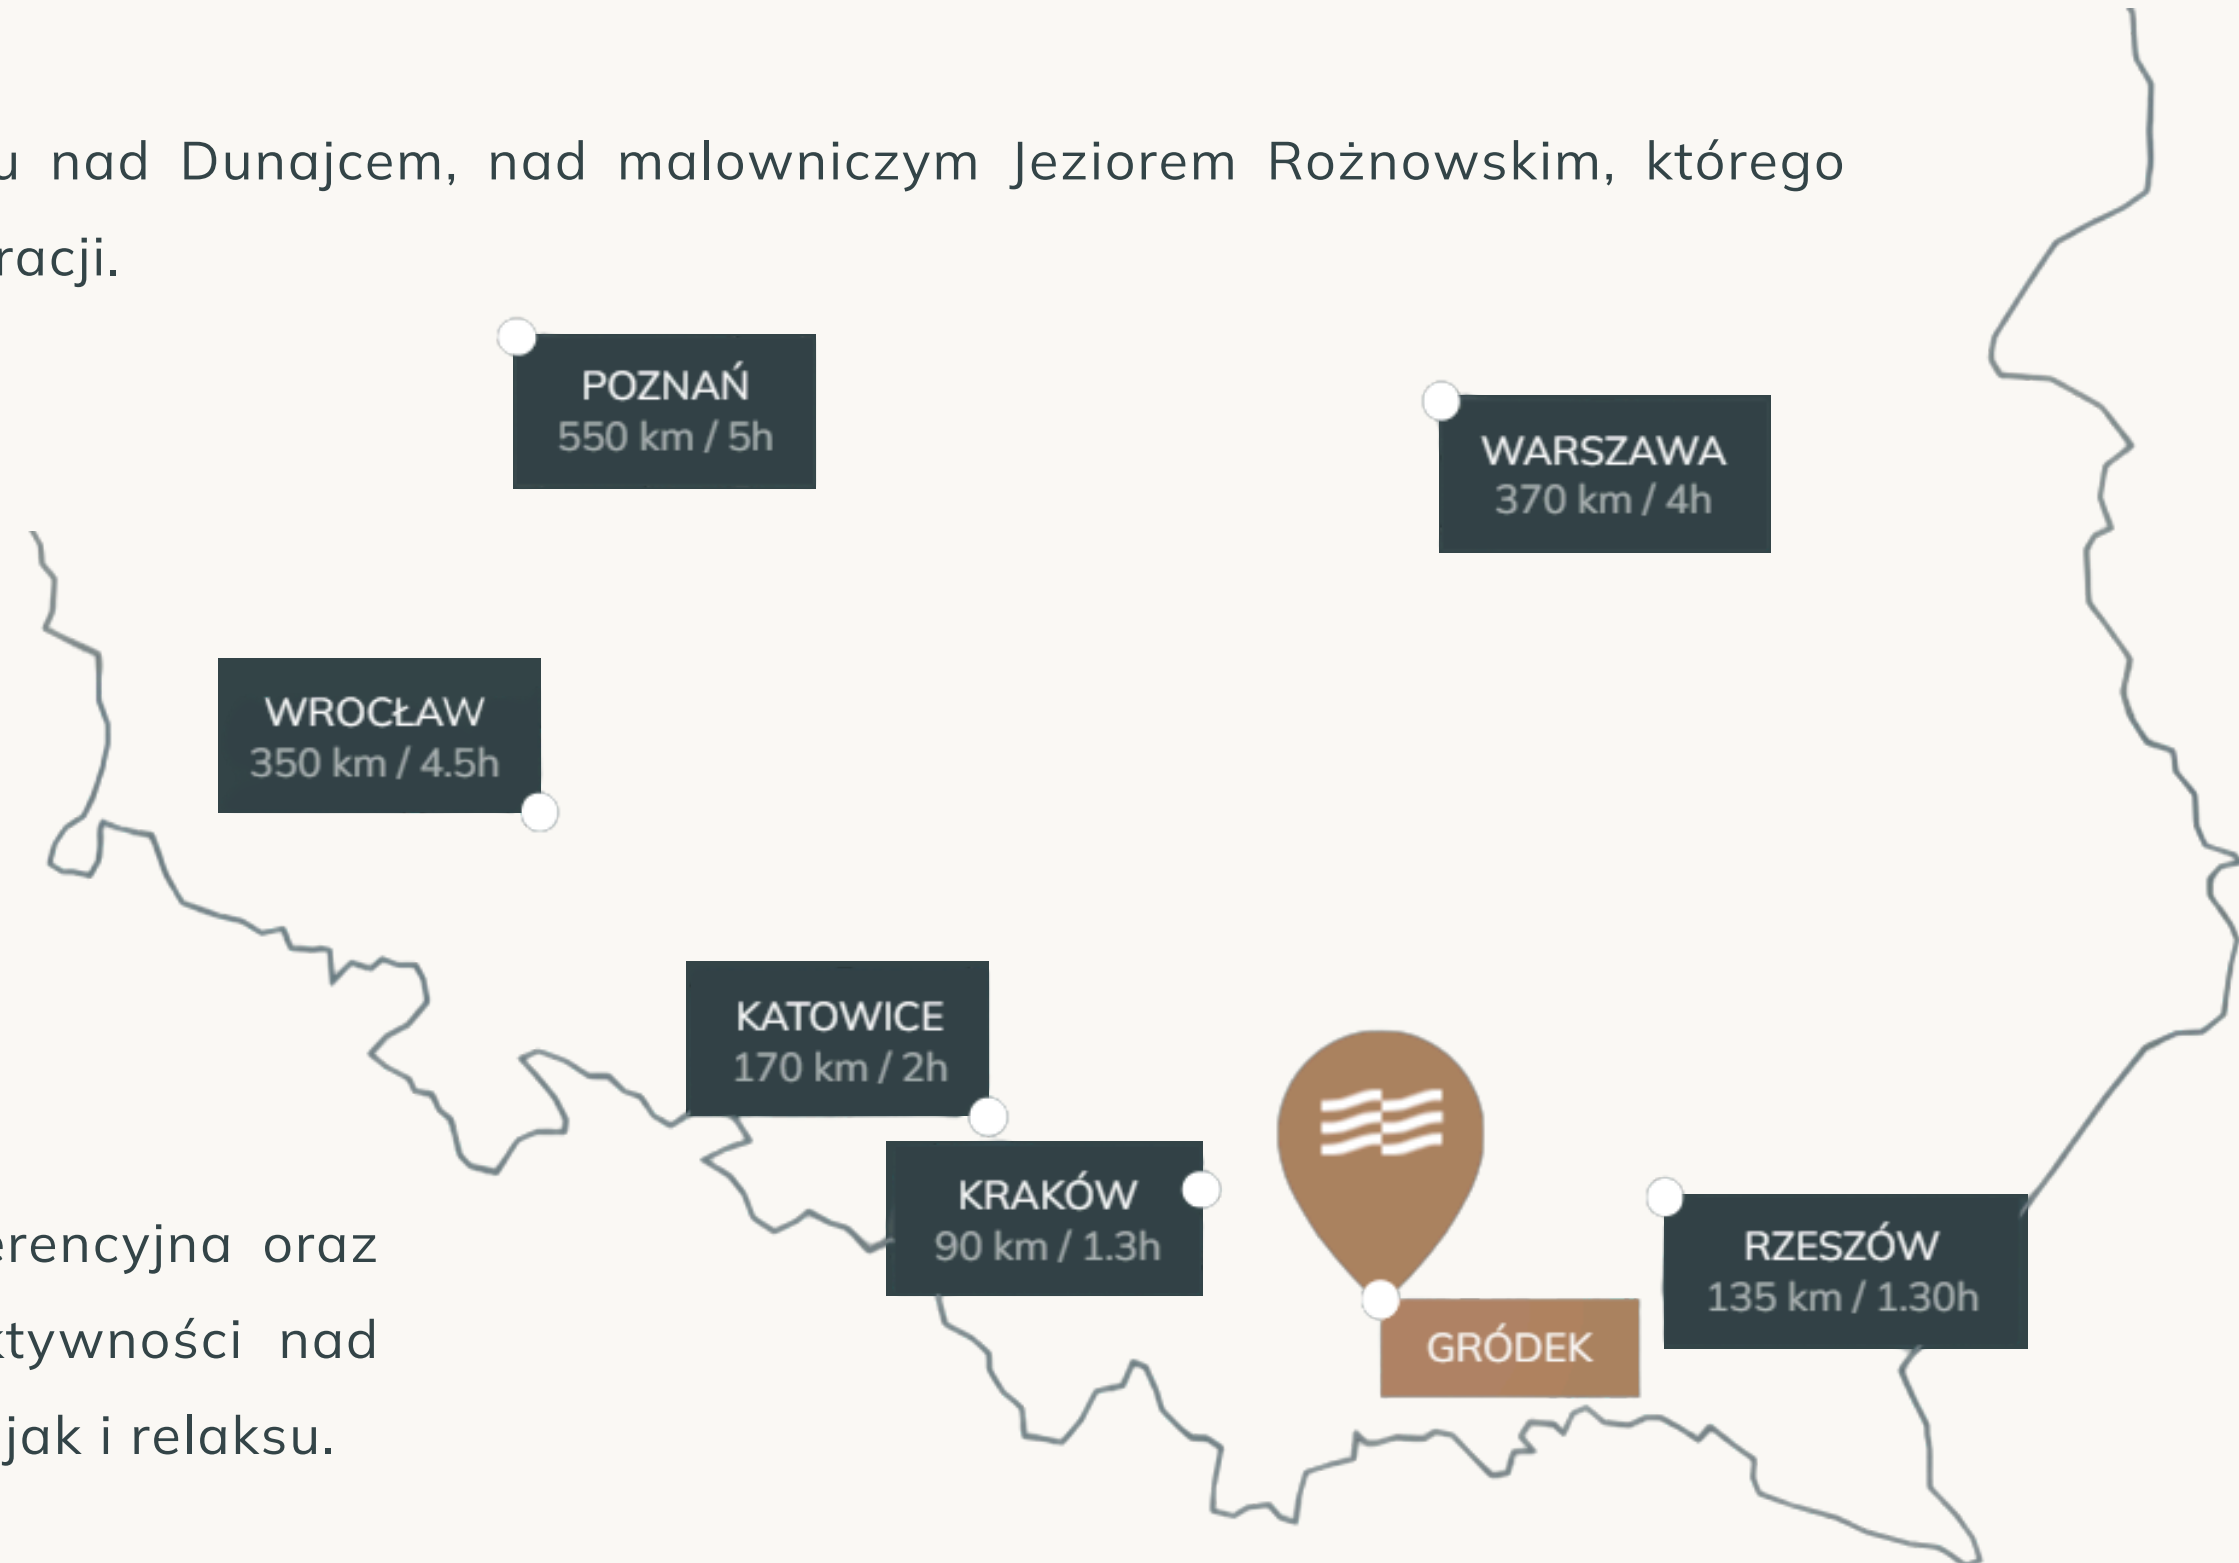 u nad Dunajcem, nad malowniczym Jeziorem Rożnowskim, którego
racji.
POZNAŃ
550 km / 5h
WARSZAWA
370 km / 4h
WROCŁAW
350 km / 4.5h
KATOWICE
170 km / 2h
KRAKÓW
90 km / 1.3h
RZESZÓW
135 km / 1.30h
GRÓDEK
erencyjna oraz
ktywności nad
jak i relaksu.